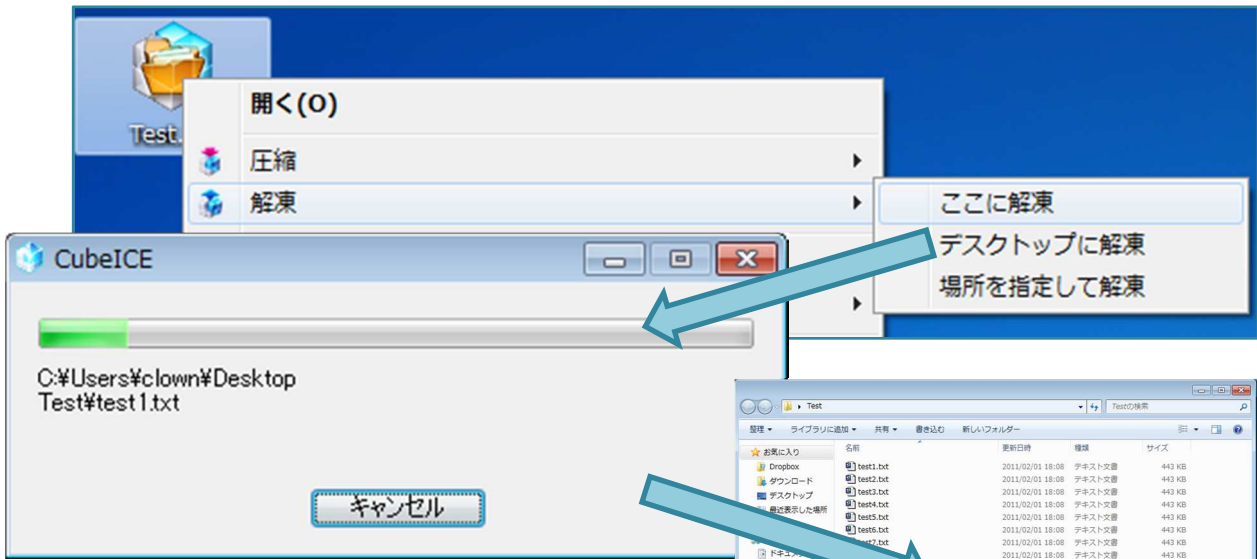 Test.
開く(O)
圧縮
解凍
ここに解凍
デスクトップに解凍
場所を指定して解凍
CubeICE
C:¥Users¥clown¥Desktop
Test¥test1.txt
キャンセル
Test
Testの検索
整理 ライブラリに追加 共有 書き込む 新しいフォルダー
お気に入り
Dropbox
ダウンロード
デスクトップ
最近表示した場所
名前 更新日時 種類 サイズ
test1.txt 2011/02/01 18:08 テキスト文書 443 KB
test2.txt 2011/02/01 18:08 テキスト文書 443 KB
test3.txt 2011/02/01 18:08 テキスト文書 443 KB
test4.txt 2011/02/01 18:08 テキスト文書 443 KB
test5.txt 2011/02/01 18:08 テキスト文書 443 KB
test6.txt 2011/02/01 18:08 テキスト文書 443 KB
test7.txt 2011/02/01 18:08 テキスト文書 443 KB
2011/02/01 18:08 テキスト文書 443 KB